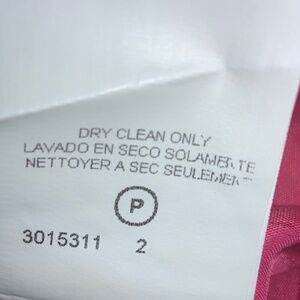 DRY CLEAN ONLY
LAVADO EN SECO SOLAMENTE
NETTOYER A SEC SEULEMENT
P
3015311 2